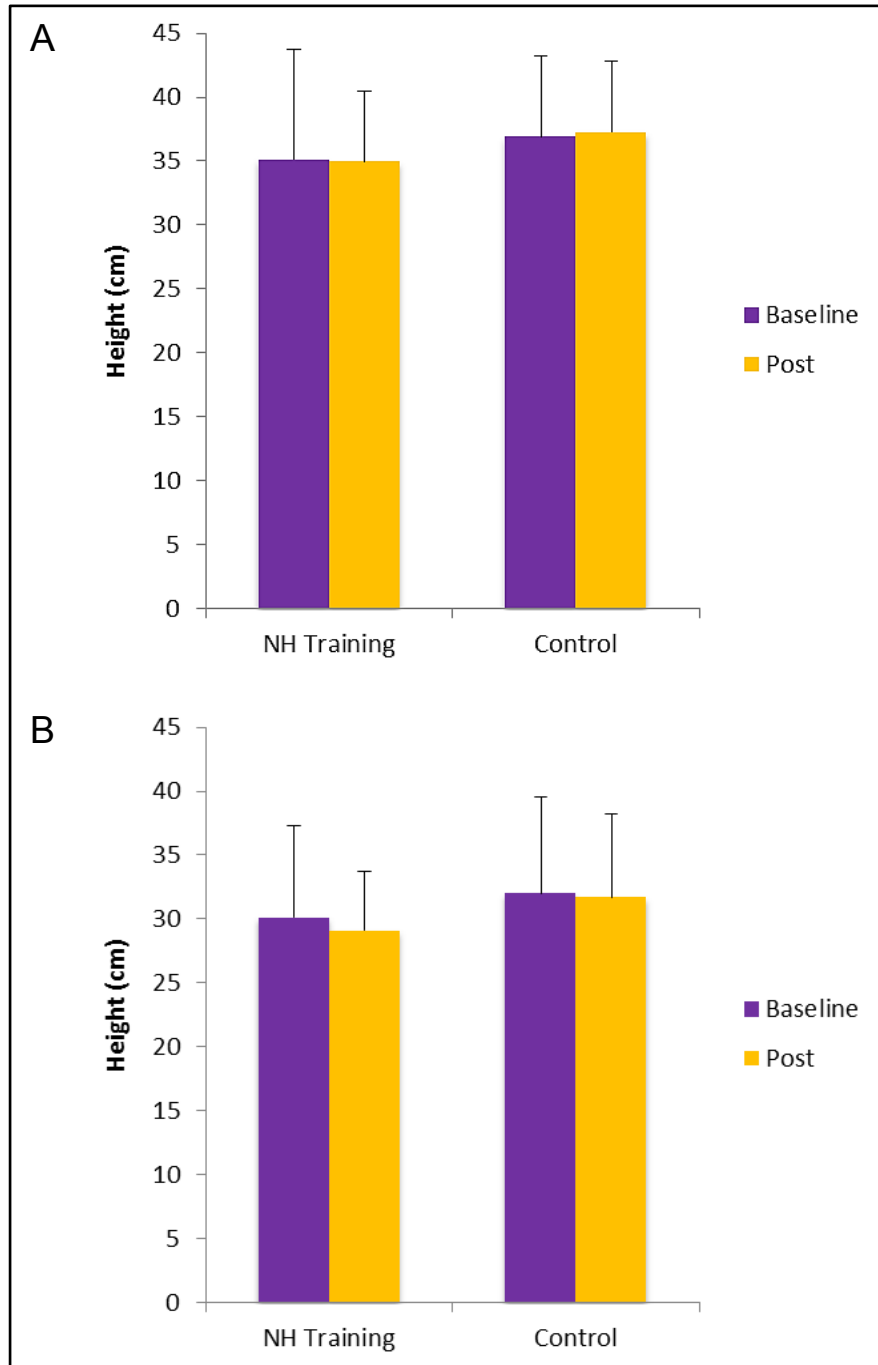 A
45
40
35
30
25
20
15
10
5
0
Height (cm)
NH Training Control
Baseline
Post
B
45
40
35
30
25
20
15
10
5
0
Height (cm)
NH Training Control
Baseline
Post